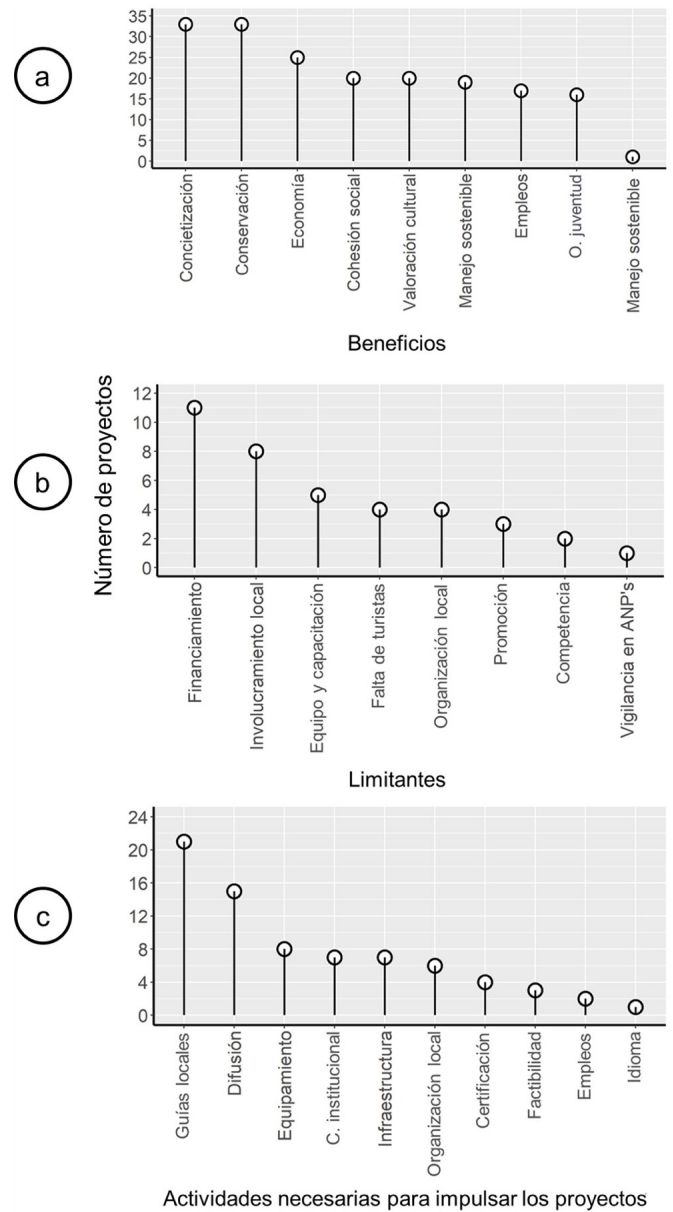 a
35
30
25
20
15
10
5
0
Concietización
Conservación
Economía
Cohesión social
Valoración cultural
Manejo sostenible
Empleos
O. juventud
Manejo sostenible
Beneficios
Número de proyectos
b
12
10
8
6
4
2
0
Financiamiento
Involucramiento local
Equipo y capacitación
Falta de turistas
Organización local
Promoción
Competencia
Vigilancia en ANP's
Limitantes
c
24
20
16
12
8
4
0
Guías locales
Difusión
Equipamiento
C. institucional
Infraestructura
Organización local
Certificación
Factibilidad
Empleos
Idioma
Actividades necesarias para impulsar los proyectos